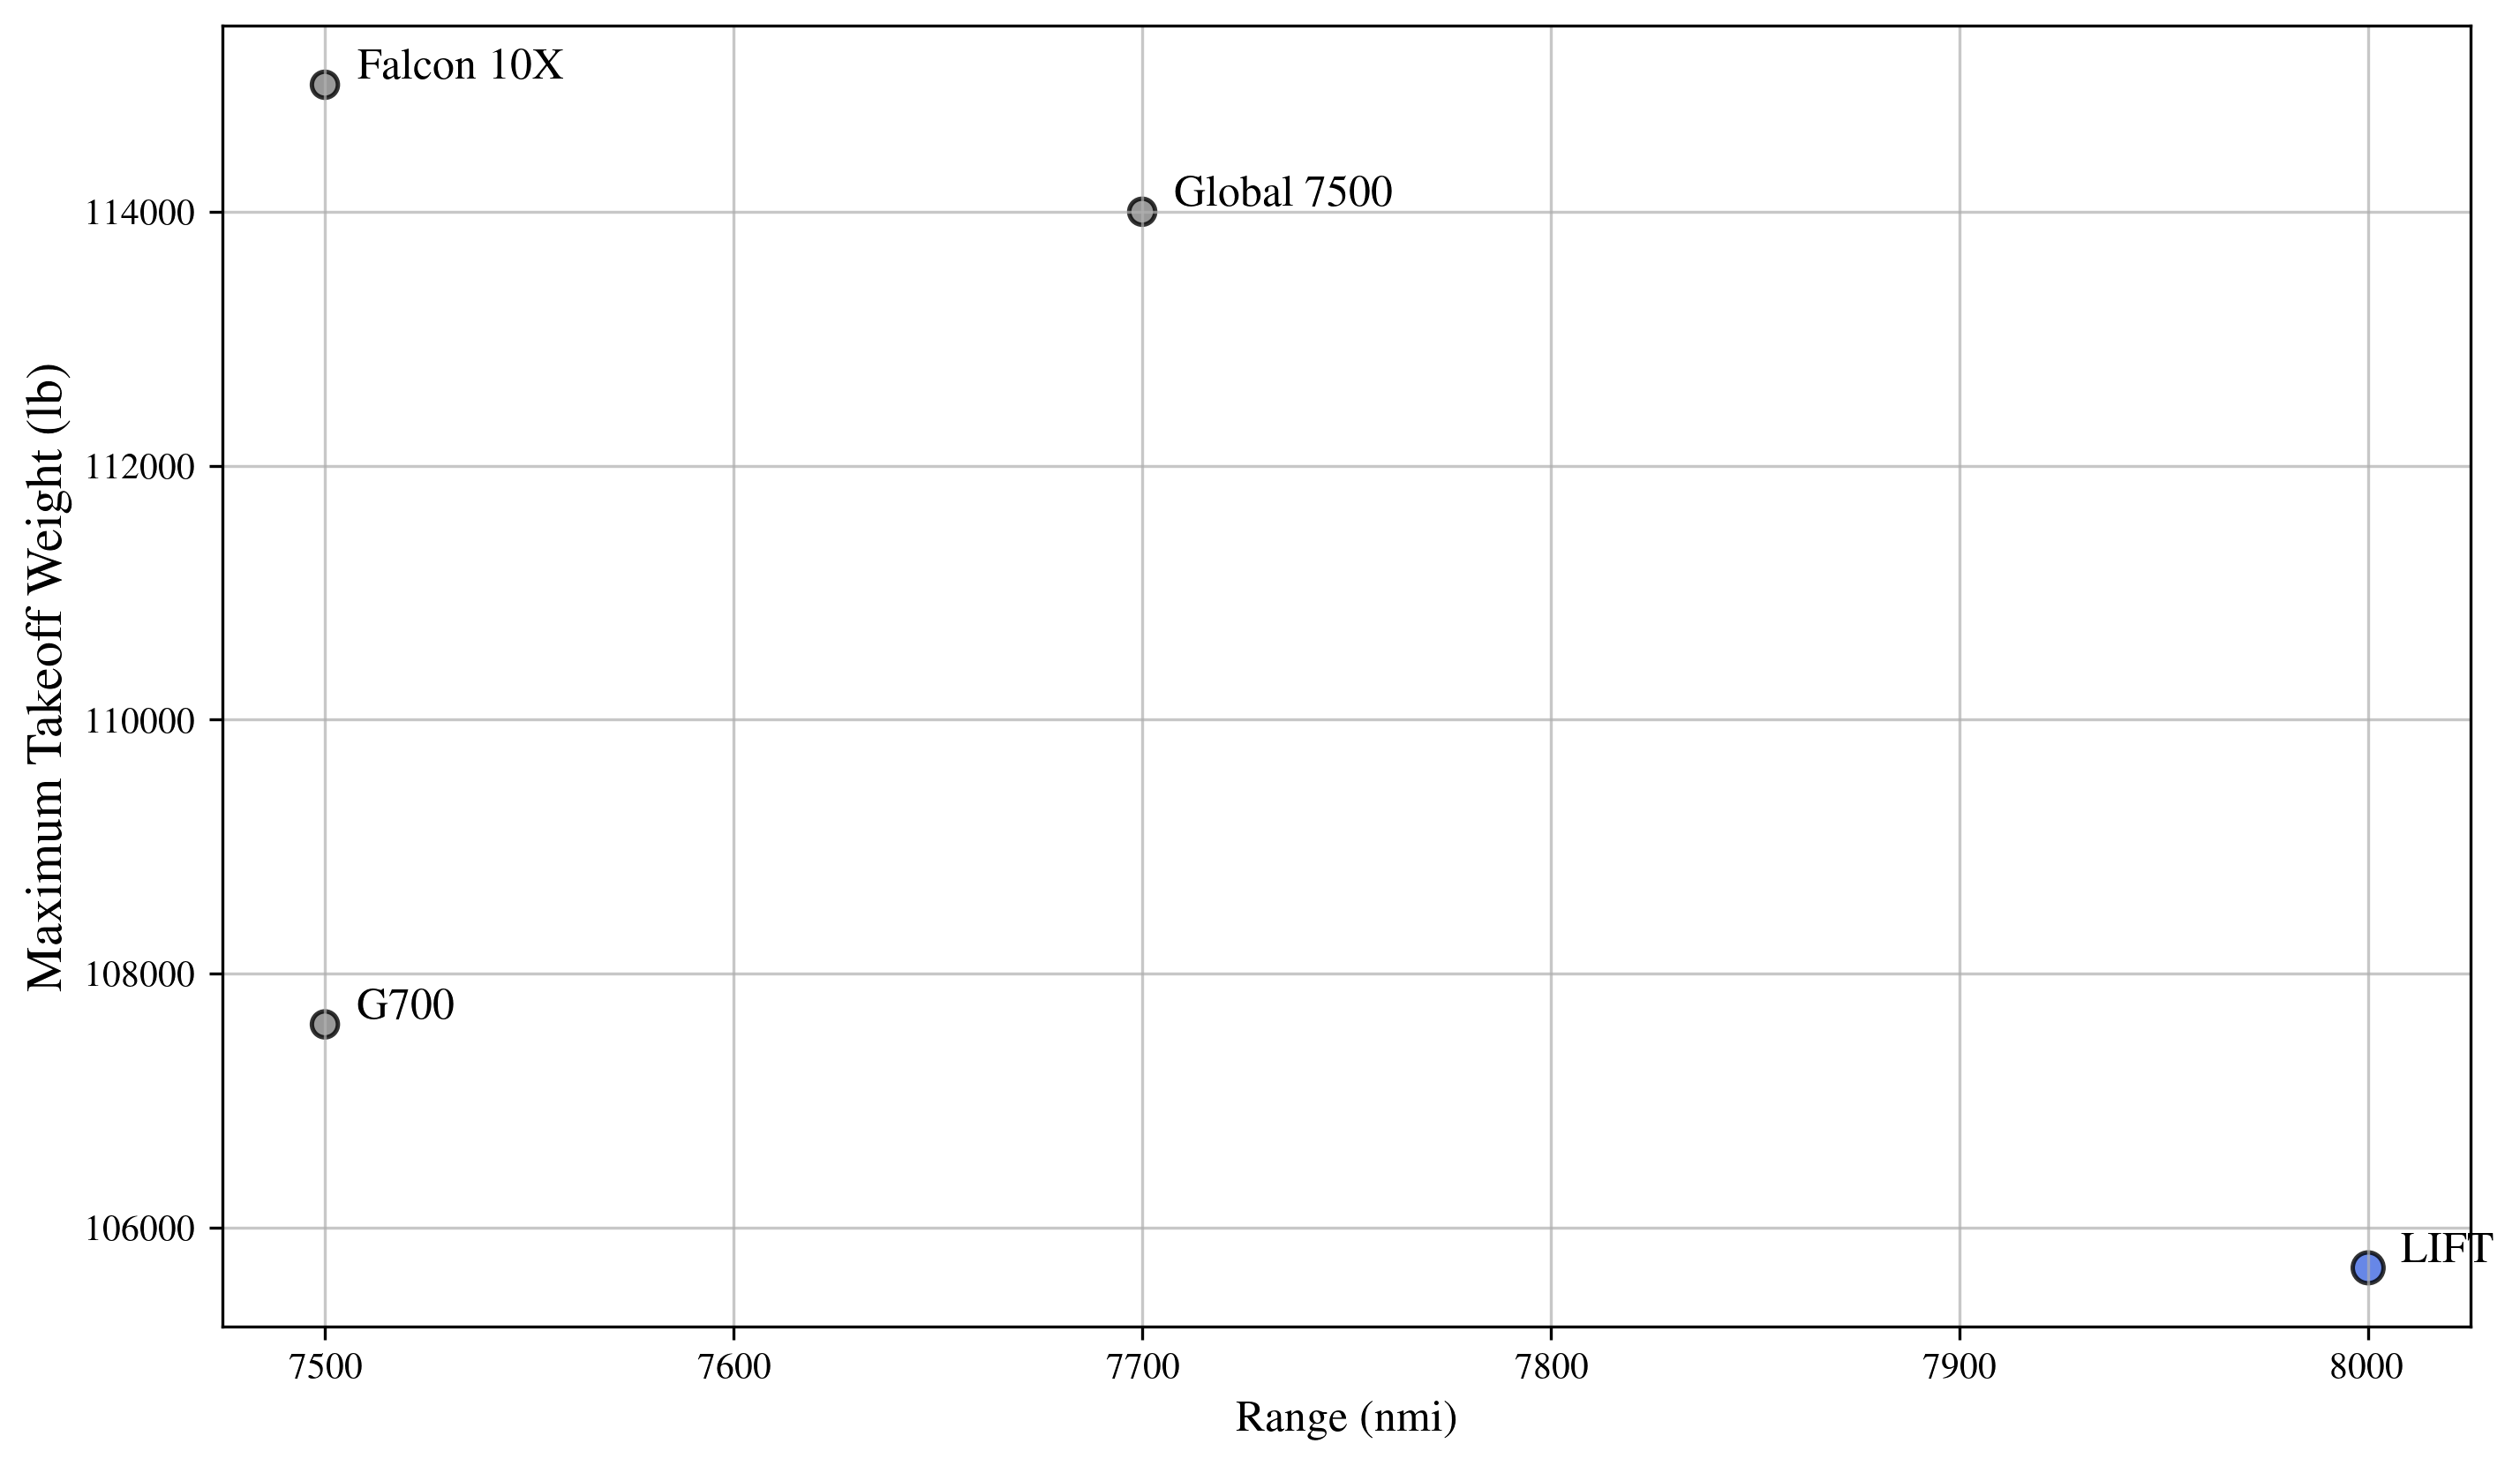 Falcon 10X
Global 7500
G700
LIFT
Maximum Takeoff Weight (lb)
114000
112000
110000
108000
106000
7500
7600
7700
7800
7900
8000
Range (nmi)